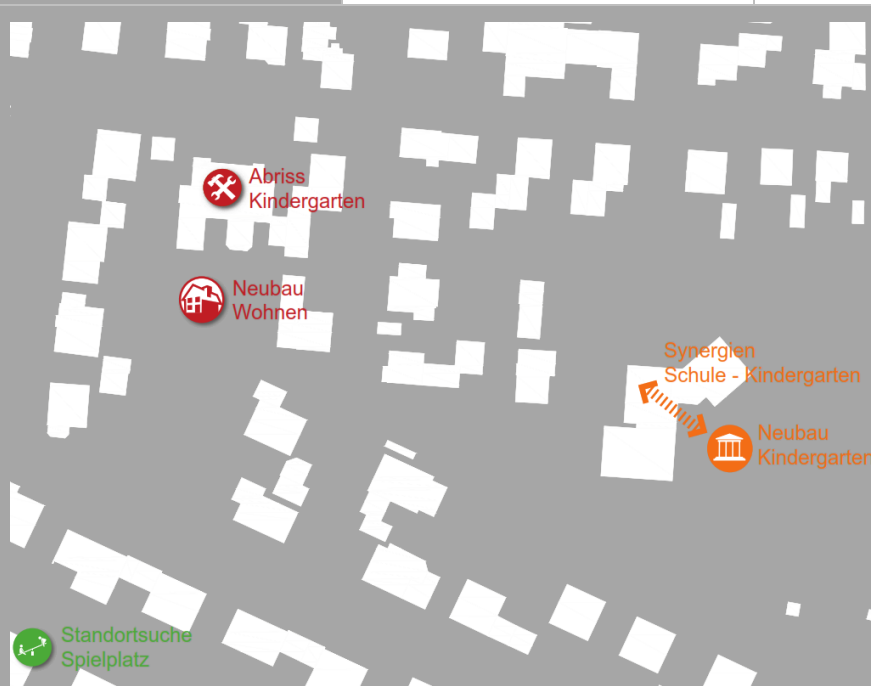 Abriss
Kindergarten
Neubau
Wohnen
Synergien
Schule - Kindergarten
Neubau
Kindergarten
Standortsuche
Spielplatz